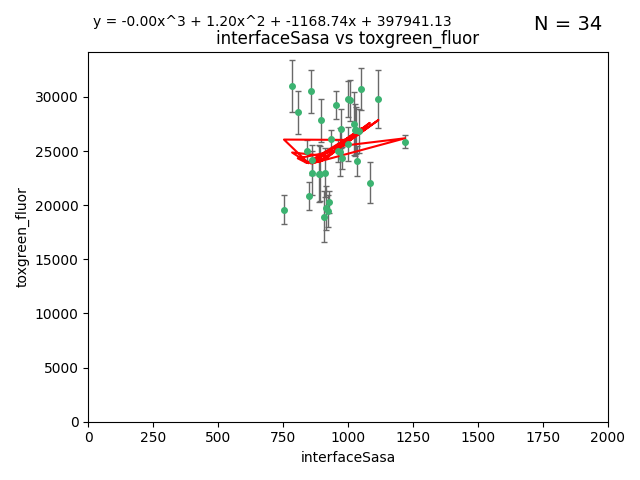 y = -0.00x^3 + 1.20x^2 + -1168.74x + 397941.13
N = 34
interfaceSasa vs toxgreen_fluor
30000
25000
20000
15000
10000
5000
0
toxgreen_fluor
0 250 500 750 1000 1250 1500 1750 2000
interfaceSasa